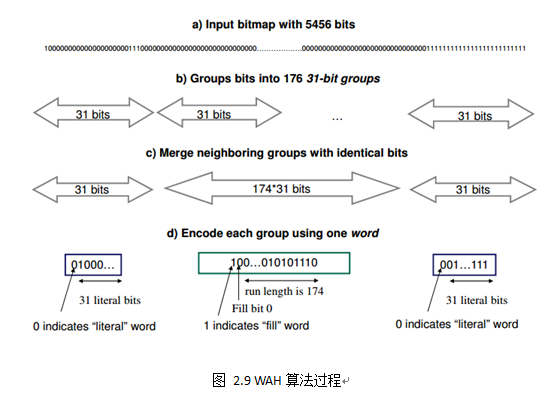 a) Input bitmap with 5456 bits
b) Groups bits into 176 31-bit groups
31 bits 31 bits ... 31 bits
c) Merge neighboring groups with identical bits
31 bits 174*31 bits 31 bits
d) Encode each group using one word
01000... 100...010101110 001...111
31 literal bits run length is 174 31 literal bits
Fill bit 0
0 indicates “literal” word 1 indicates “fill” word 0 indicates “literal” word
图 2.9 WAH 算法过程